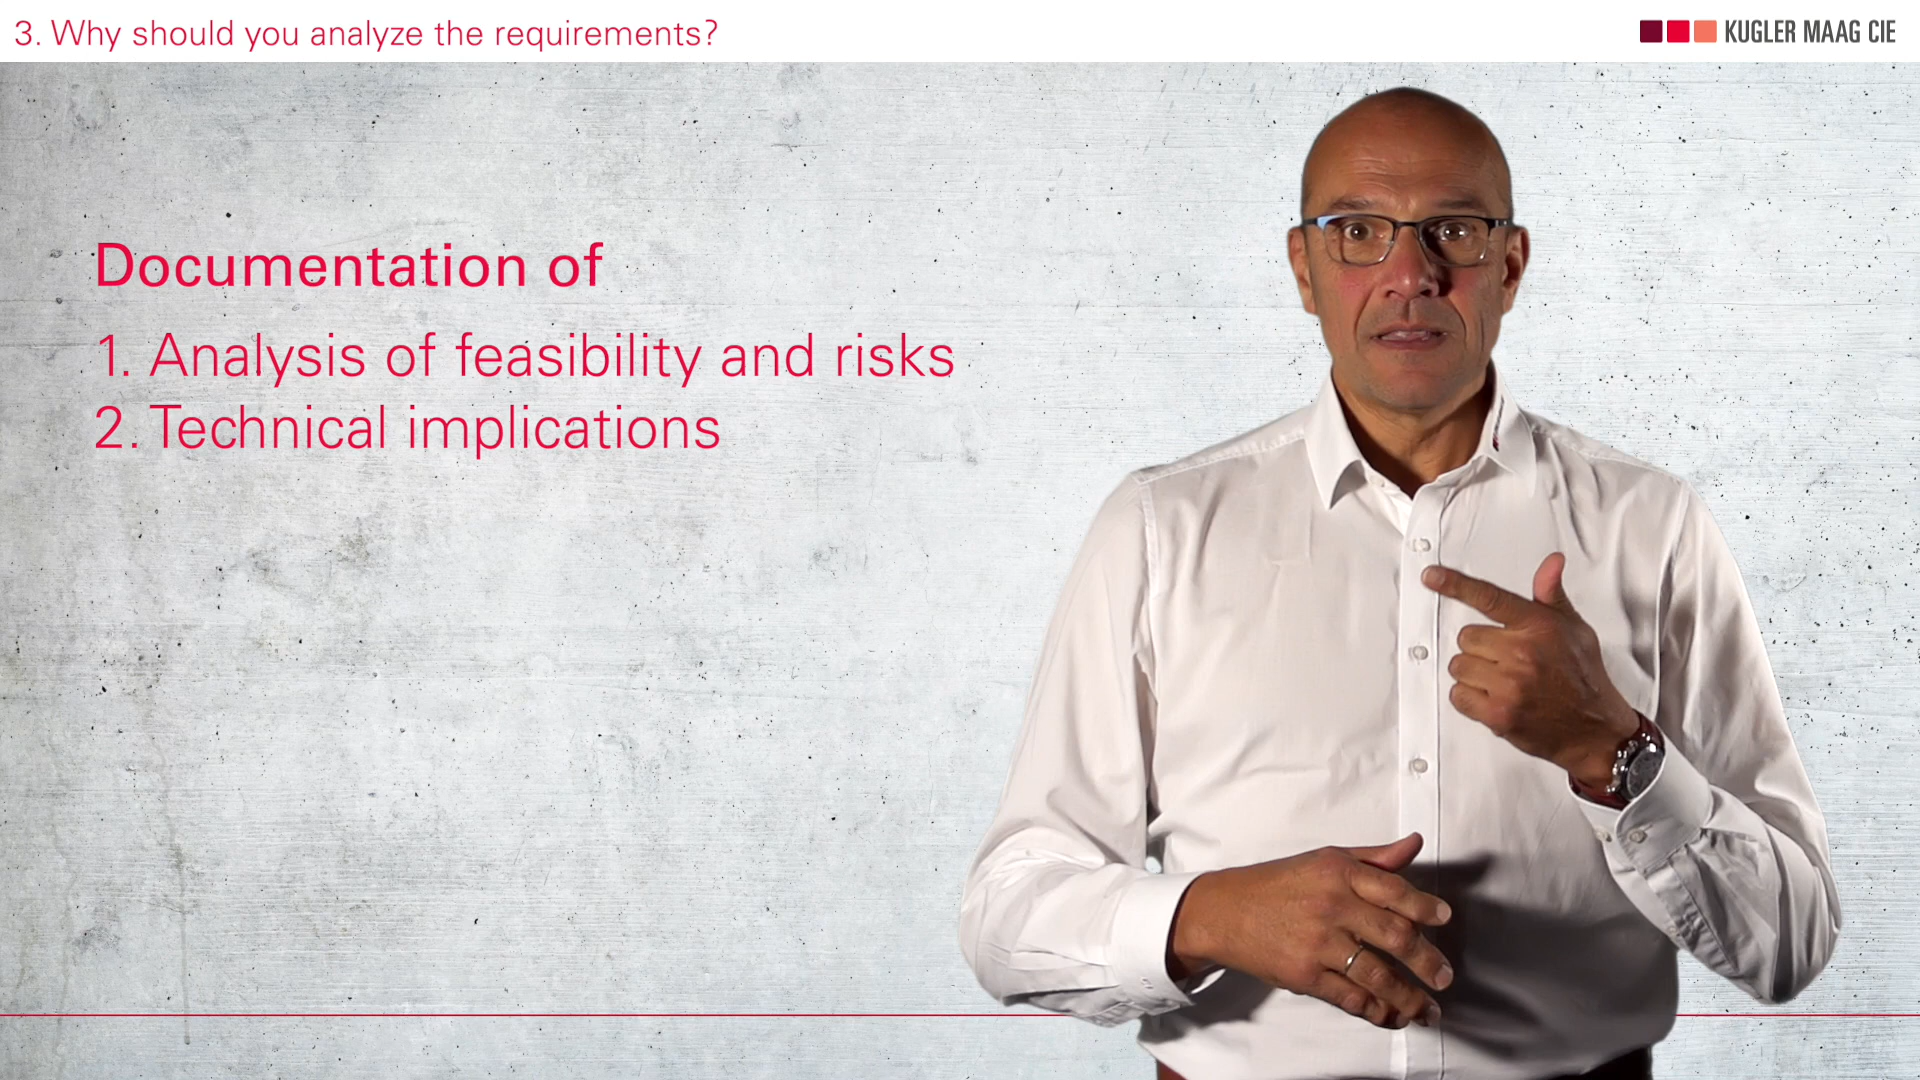 3. Why should you analyze the requirements?
KUGLER MAAG CIE
Documentation of
1. Analysis of feasibility and risks
2. Technical implications